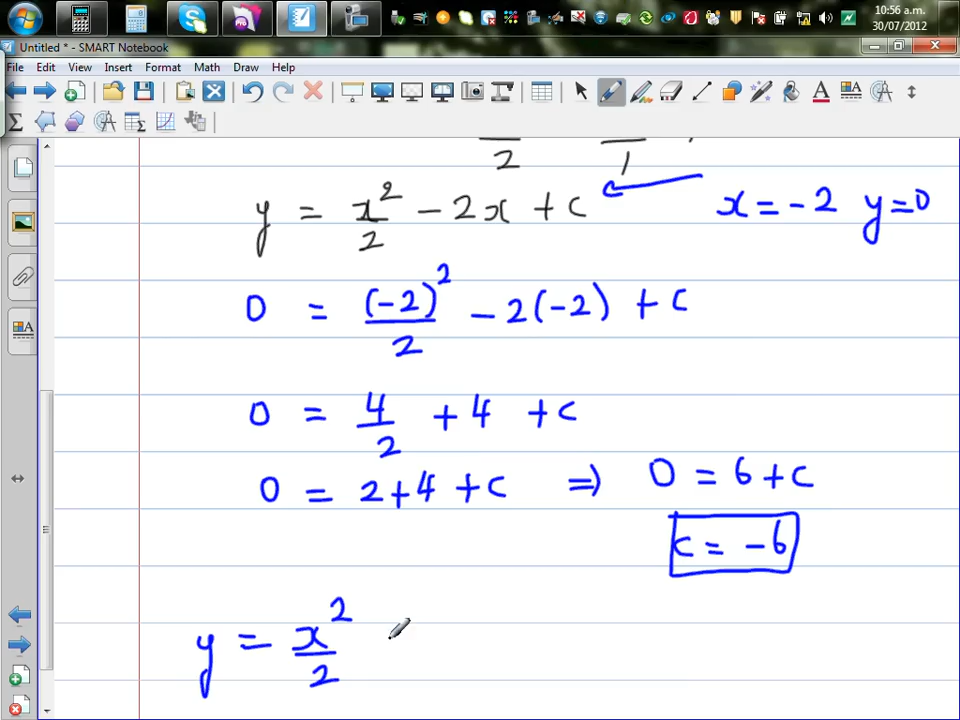 10:56 a.m.
30/07/2012
Untitled * - SMART Notebook
File Edit View Insert Format Math Draw Help
2 1
y = x²/2 - 2x + c x = -2 y = 0
0 = (-2)²/2 - 2(-2) + c
0 = 4/2 + 4 + c
0 = 2+4 + c ⇒ 0 = 6 + c
c = -6
y = x²/2